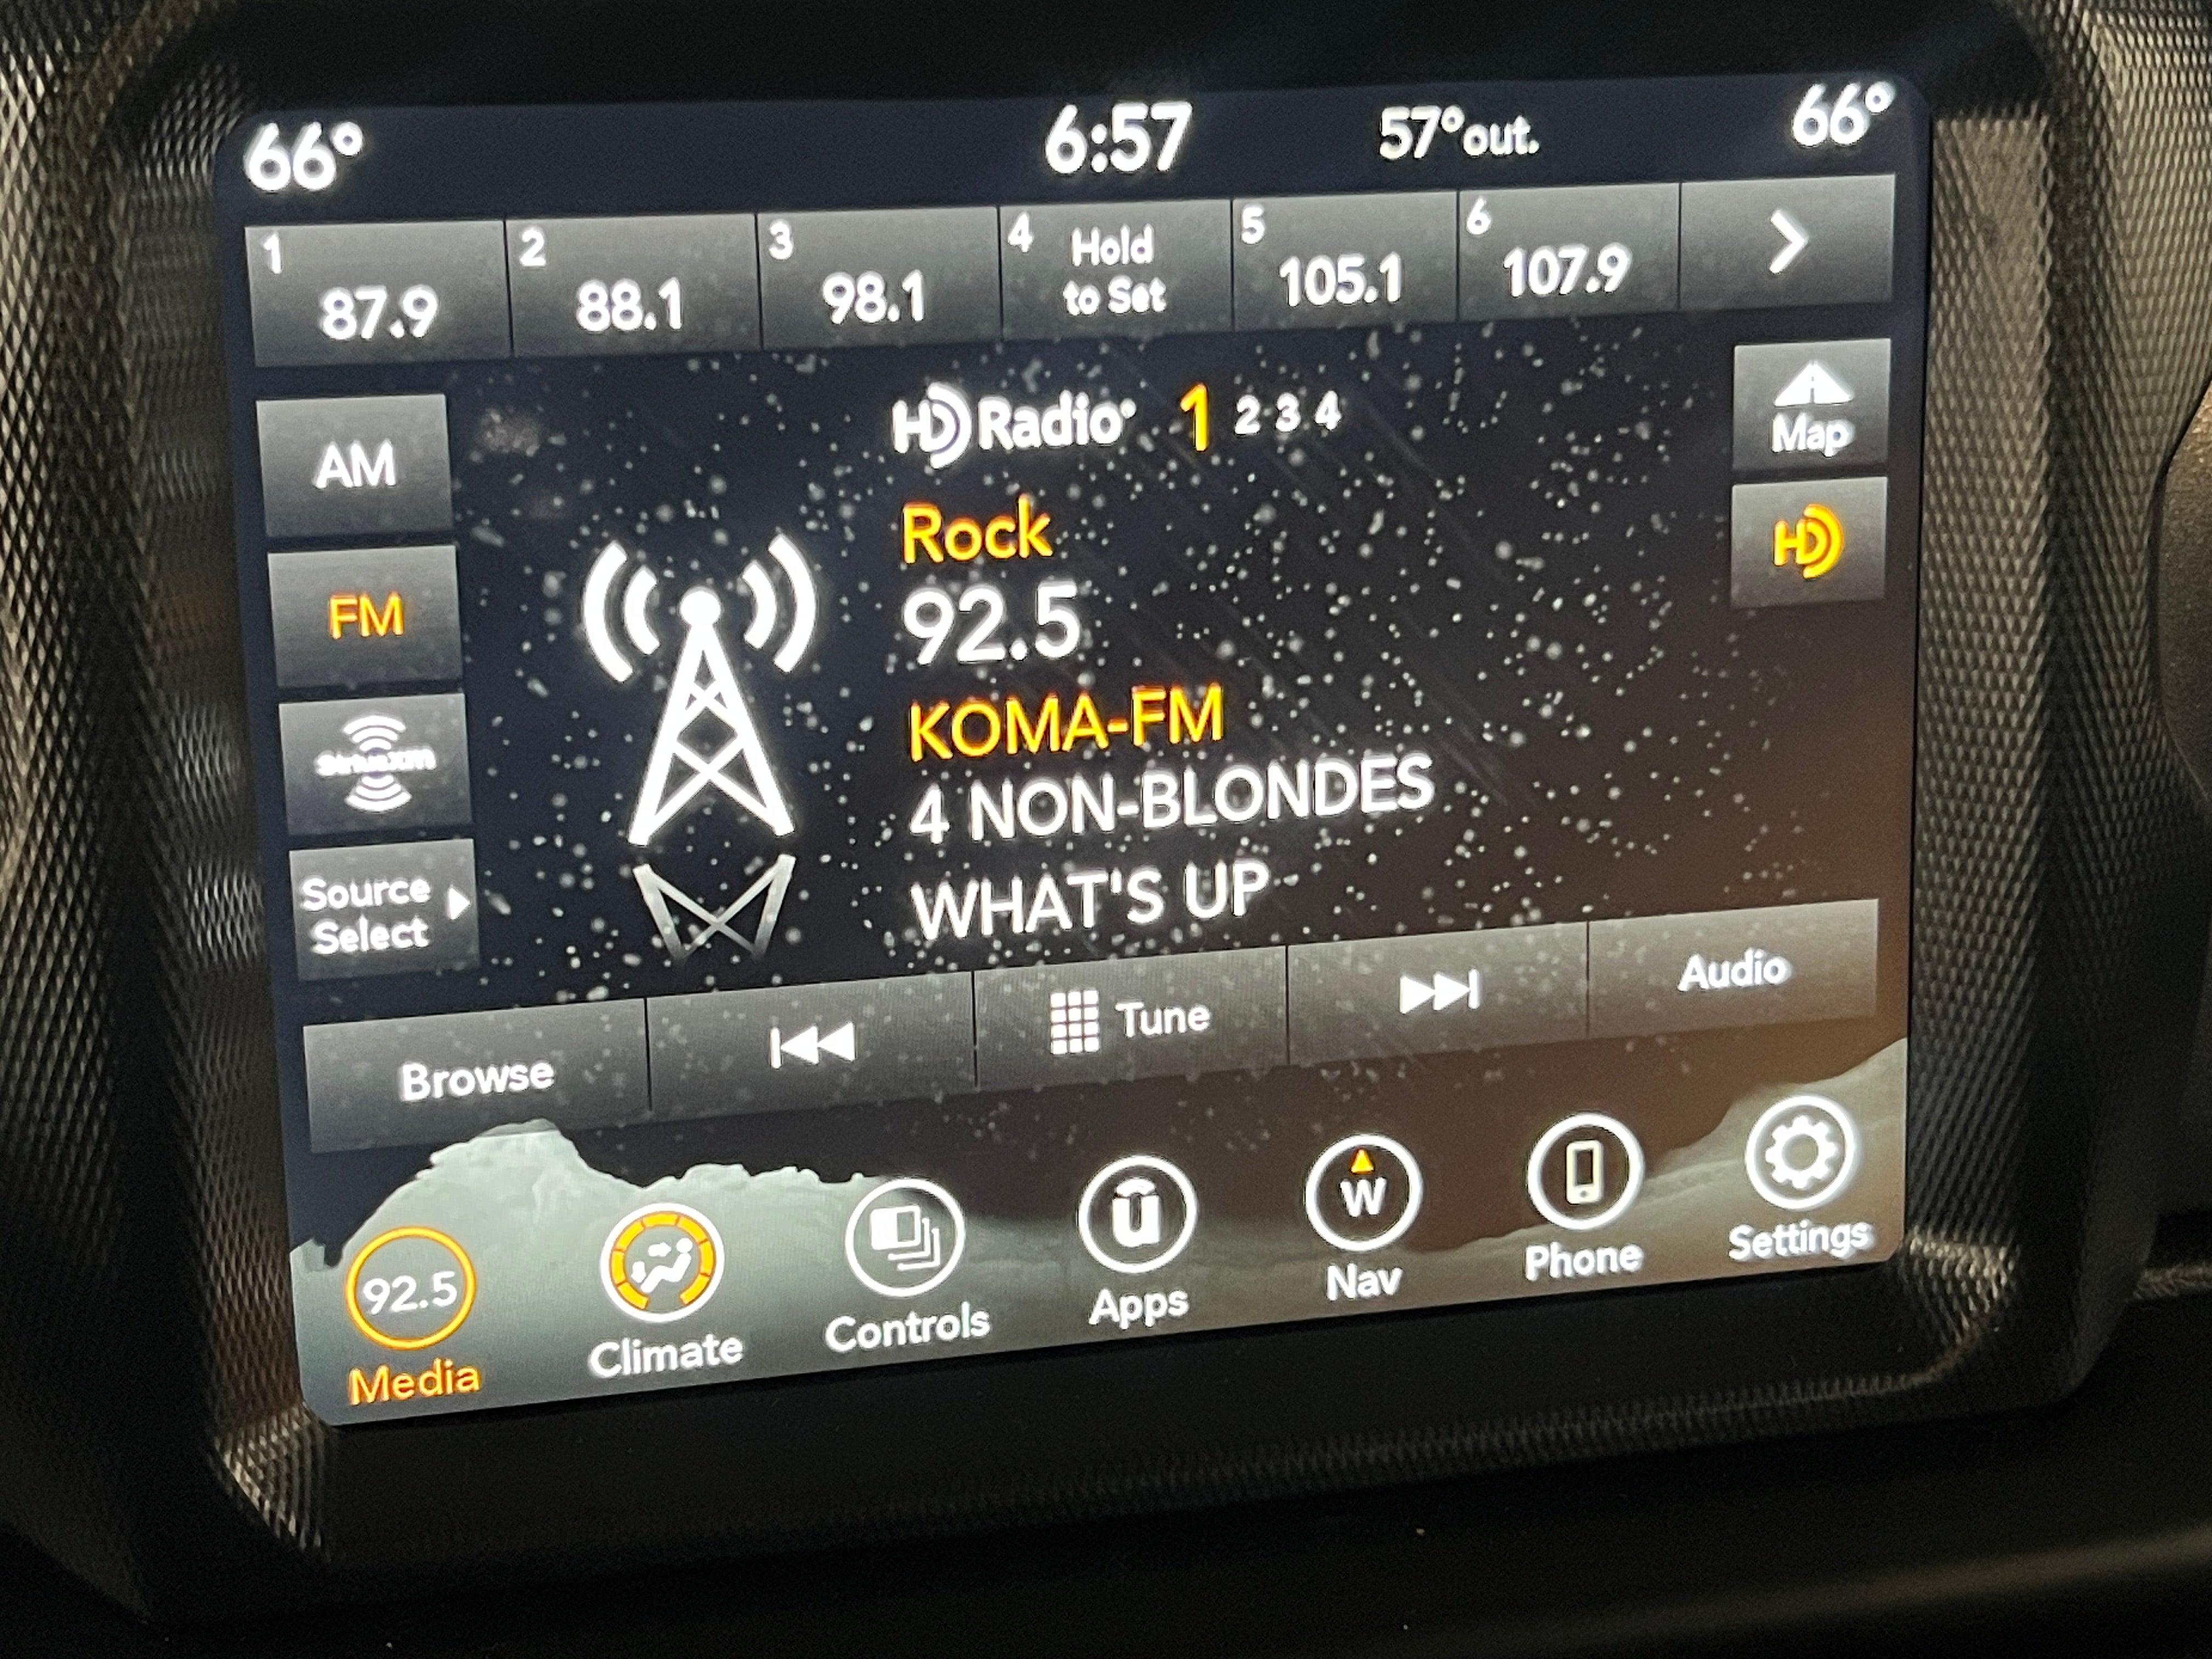 66° 6:57 57°out. 66°
1 87.9
2 88.1
3 98.1
4 Hold
to Set
5 105.1
6 107.9
HD Radio® 1 2 3 4
AM
FM
SiriusXM
Source
Select
Rock
92.5
KOMA-FM
4 NON-BLONDES
WHAT'S UP
Map
HD
Browse
Tune
Audio
92.5
Media
Climate
Controls
u
Apps
W
Nav
Phone
Settings